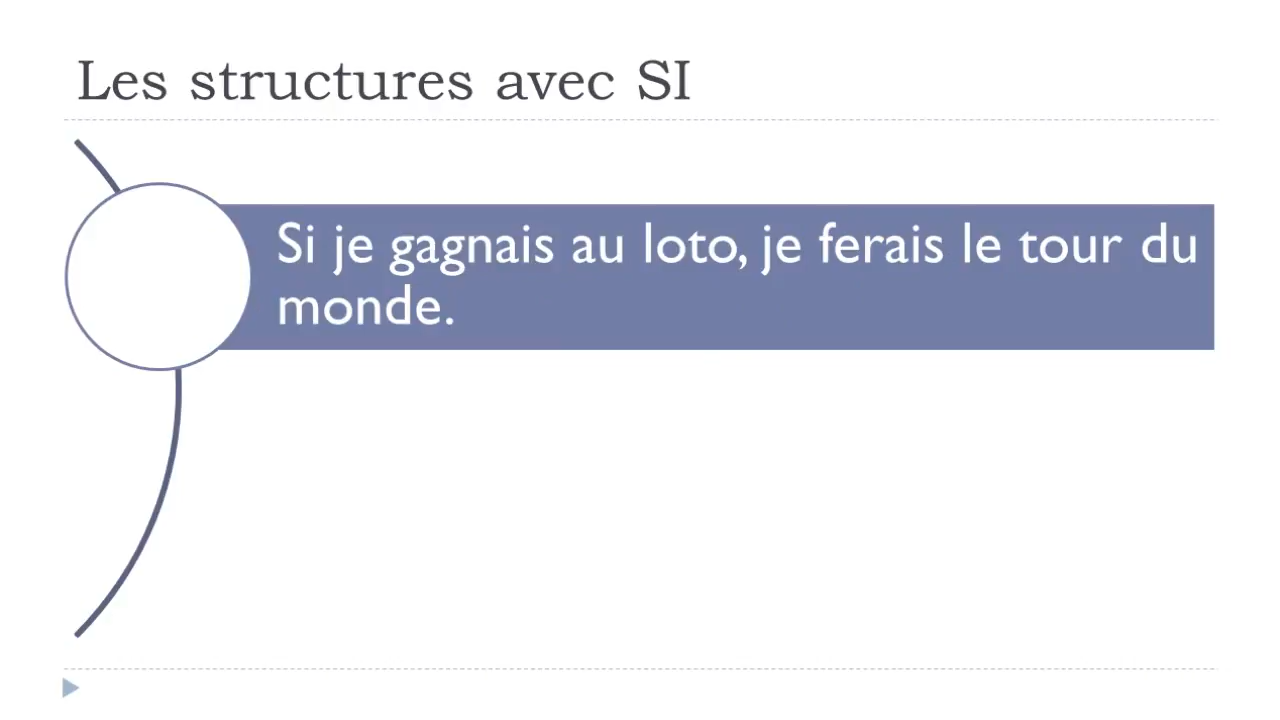 Les structures avec SI
Si je gagnais au loto, je ferais le tour du
monde.